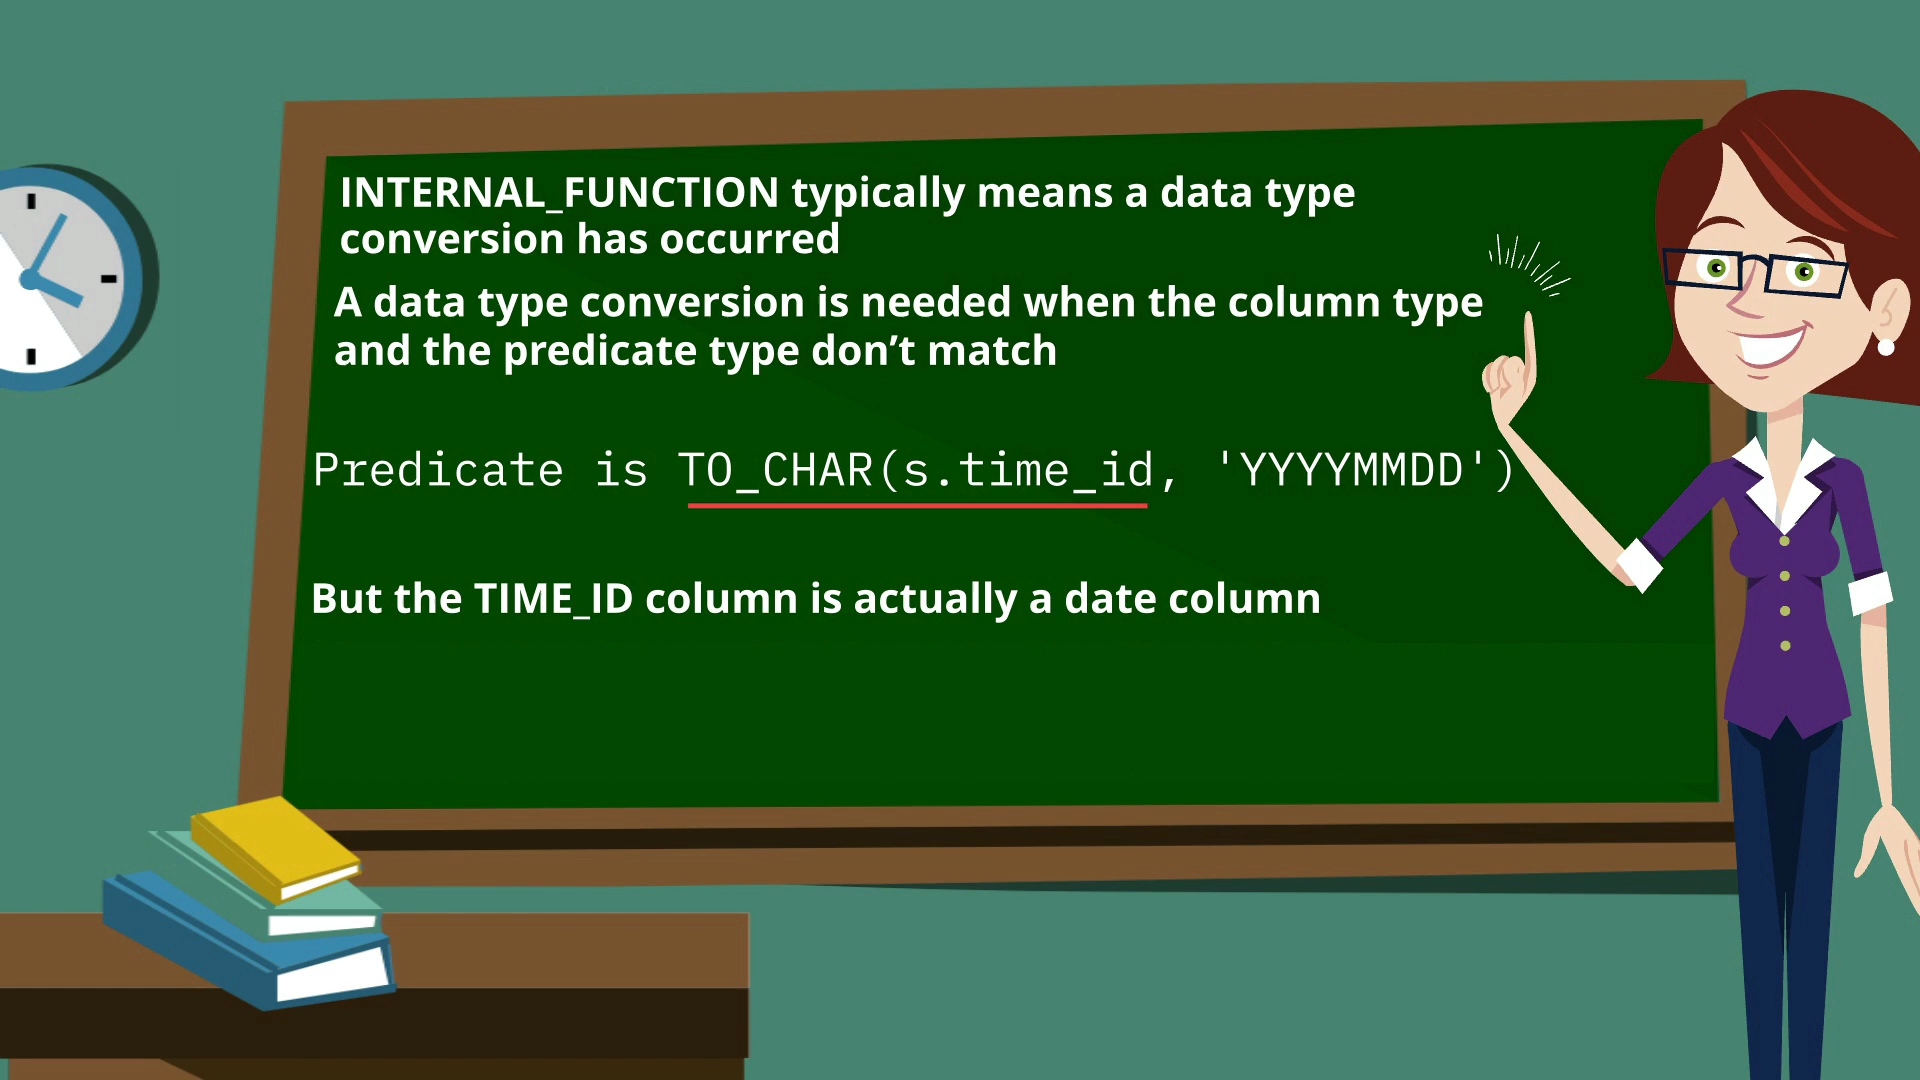 INTERNAL_FUNCTION typically means a data type
conversion has occurred
A data type conversion is needed when the column type
and the predicate type don’t match
Predicate is TO_CHAR(s.time_id, 'YYYYMMDD')
But the TIME_ID column is actually a date column